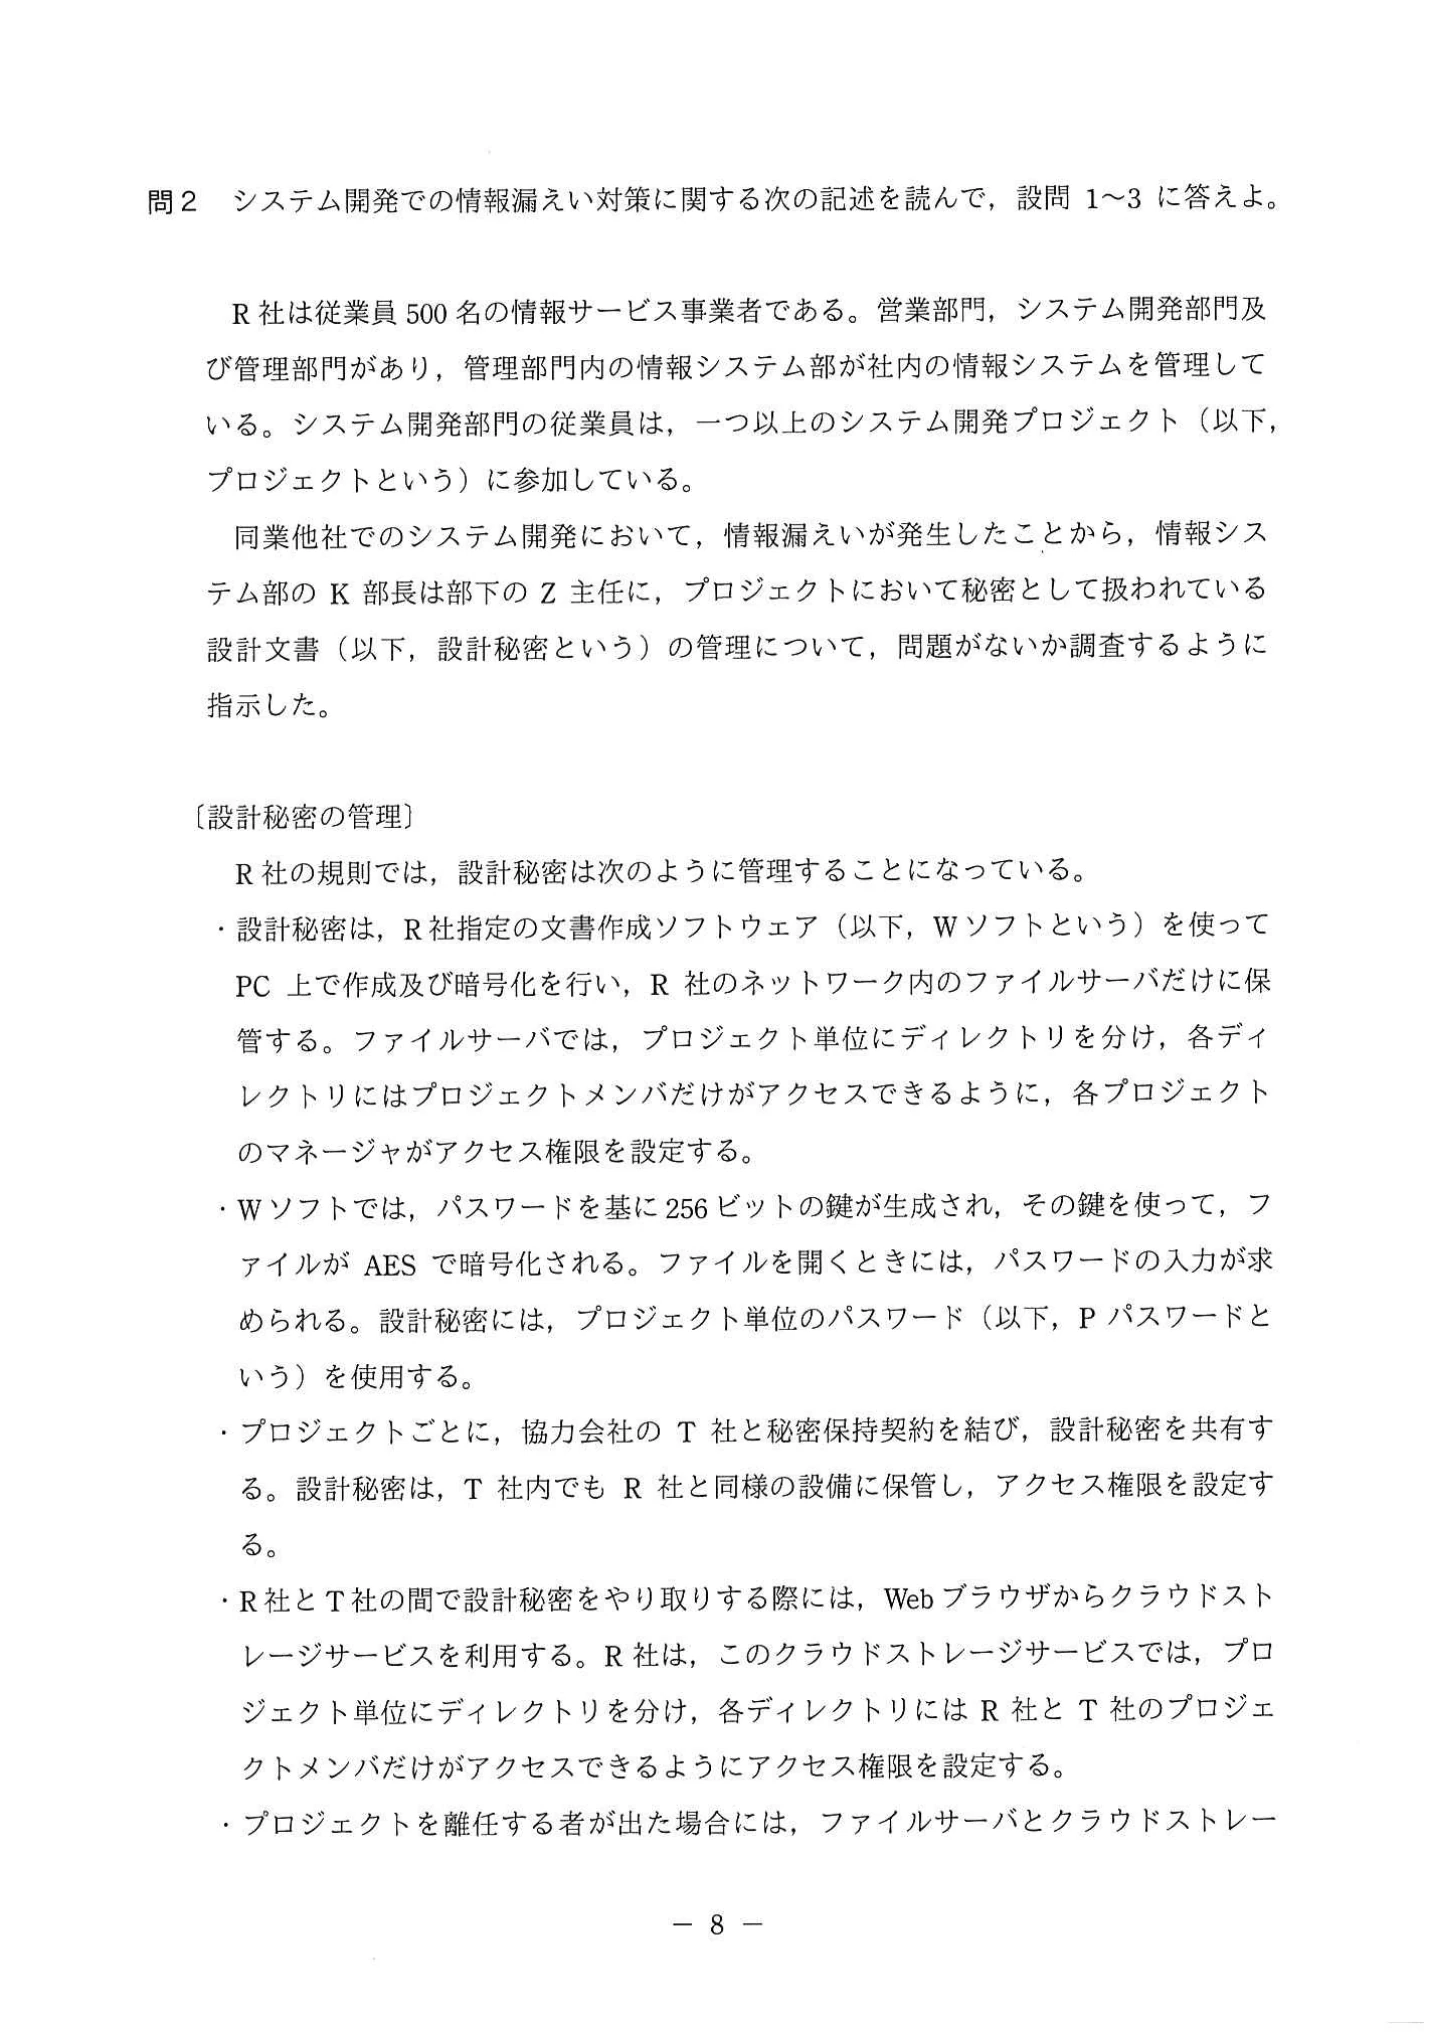 問2 システム開発での情報漏えい対策に関する次の記述を読んで，設問 1～3 に答えよ。
R 社は従業員 500 名の情報サービス事業者である。営業部門，システム開発部門及
び管理部門があり，管理部門内の情報システム部が社内の情報システムを管理して
いる。システム開発部門の従業員は，一つ以上のシステム開発プロジェクト（以下，
プロジェクトという）に参加している。
同業他社でのシステム開発において，情報漏えいが発生したことから，情報シス
テム部の K 部長は部下の Z 主任に，プロジェクトにおいて秘密として扱われている
設計文書（以下，設計秘密という）の管理について，問題がないか調査するように
指示した。
〔設計秘密の管理〕
R 社の規則では，設計秘密は次のように管理することになっている。
・設計秘密は，R 社指定の文書作成ソフトウェア（以下，W ソフトという）を使って
PC 上で作成及び暗号化を行い，R 社のネットワーク内のファイルサーバだけに保
管する。ファイルサーバでは，プロジェクト単位にディレクトリを分け，各ディ
レクトリにはプロジェクトメンバだけがアクセスできるように，各プロジェクト
のマネージャがアクセス権限を設定する。
・W ソフトでは，パスワードを基に 256 ビットの鍵が生成され，その鍵を使って，フ
ァイルが AES で暗号化される。ファイルを開くときには，パスワードの入力が求
められる。設計秘密には，プロジェクト単位のパスワード（以下，P パスワードと
いう）を使用する。
・プロジェクトごとに，協力会社の T 社と秘密保持契約を結び，設計秘密を共有す
る。設計秘密は，T 社内でも R 社と同様の設備に保管し，アクセス権限を設定す
る。
・R 社と T 社の間で設計秘密をやり取りする際には，Web ブラウザからクラウドスト
レージサービスを利用する。R 社は，このクラウドストレージサービスでは，プロ
ジェクト単位にディレクトリを分け，各ディレクトリには R 社と T 社のプロジェ
クトメンバだけがアクセスできるようにアクセス権限を設定する。
・プロジェクトを離任する者が出た場合には，ファイルサーバとクラウドストレー
－ 8 －